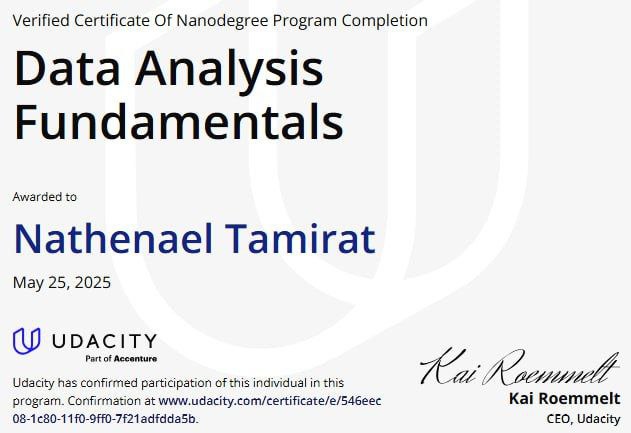 Verified Certificate Of Nanodegree Program Completion
Data Analysis
Fundamentals
Awarded to
Nathenael Tamirat
May 25, 2025
UDACITY
Part of Accenture
Udacity has confirmed participation of this individual in this
program. Confirmation at www.udacity.com/certificate/e/546eec
08-1c80-11f0-9ff0-7f21adfdda5b.
Kai Roemmelt
Kai Roemmelt
CEO, Udacity